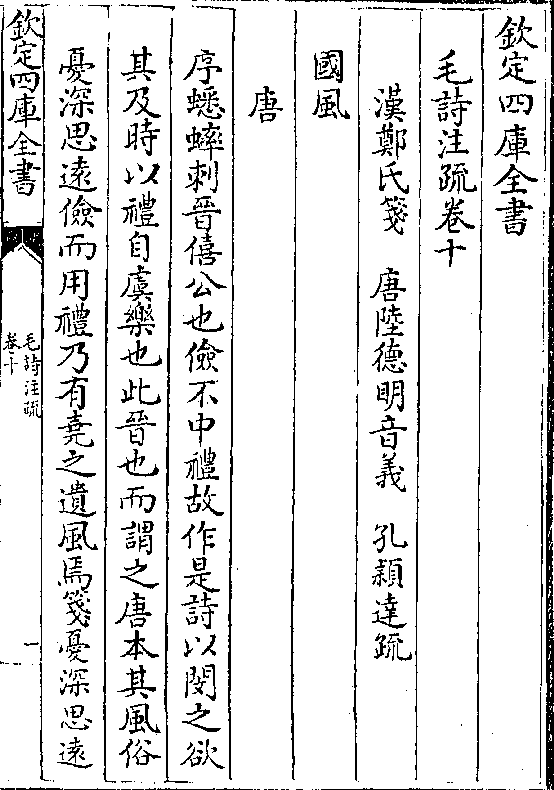 欽定四庫全書
毛詩注疏卷十
漢鄭氏箋　唐陸德明音義　孔穎達疏
國風
唐
序蟋蟀刺晉僖公也儉不中禮故作是詩以閔之欲
其及時以禮自虞樂也此晉也而謂之唐本其風俗
憂深思遠儉而用禮乃有堯之遺風焉箋憂深思遠
欽定四庫全書
毛詩注疏
卷十
一